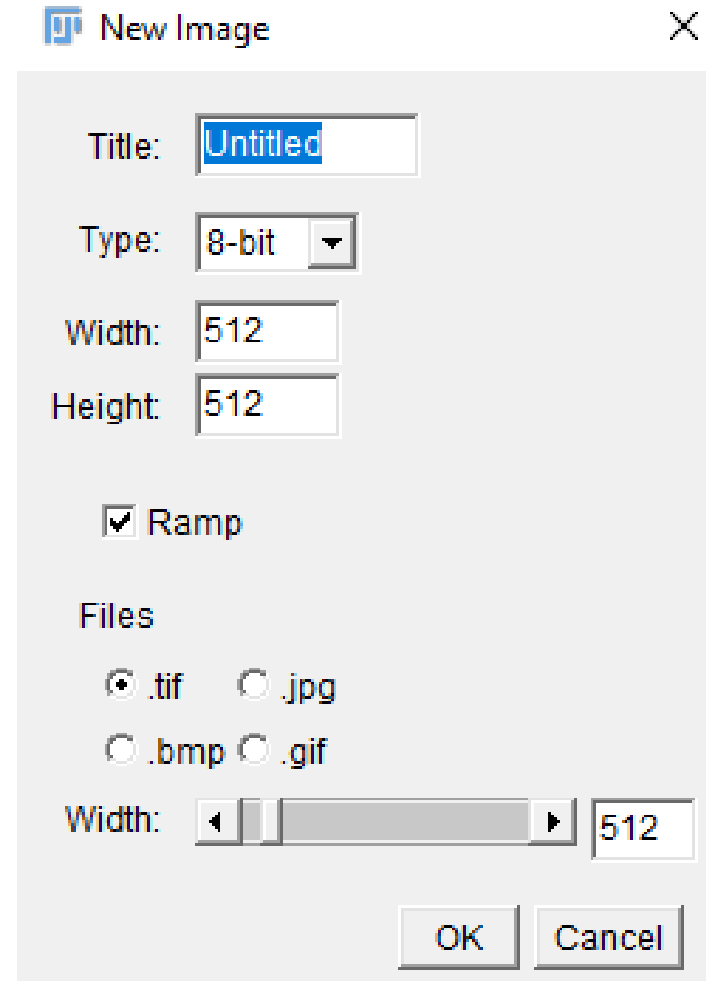 New Image
Title: Untitled
Type: 8-bit
Width: 512
Height: 512
Ramp
Files
.tif .jpg
.bmp .gif
Width: 512
OK Cancel